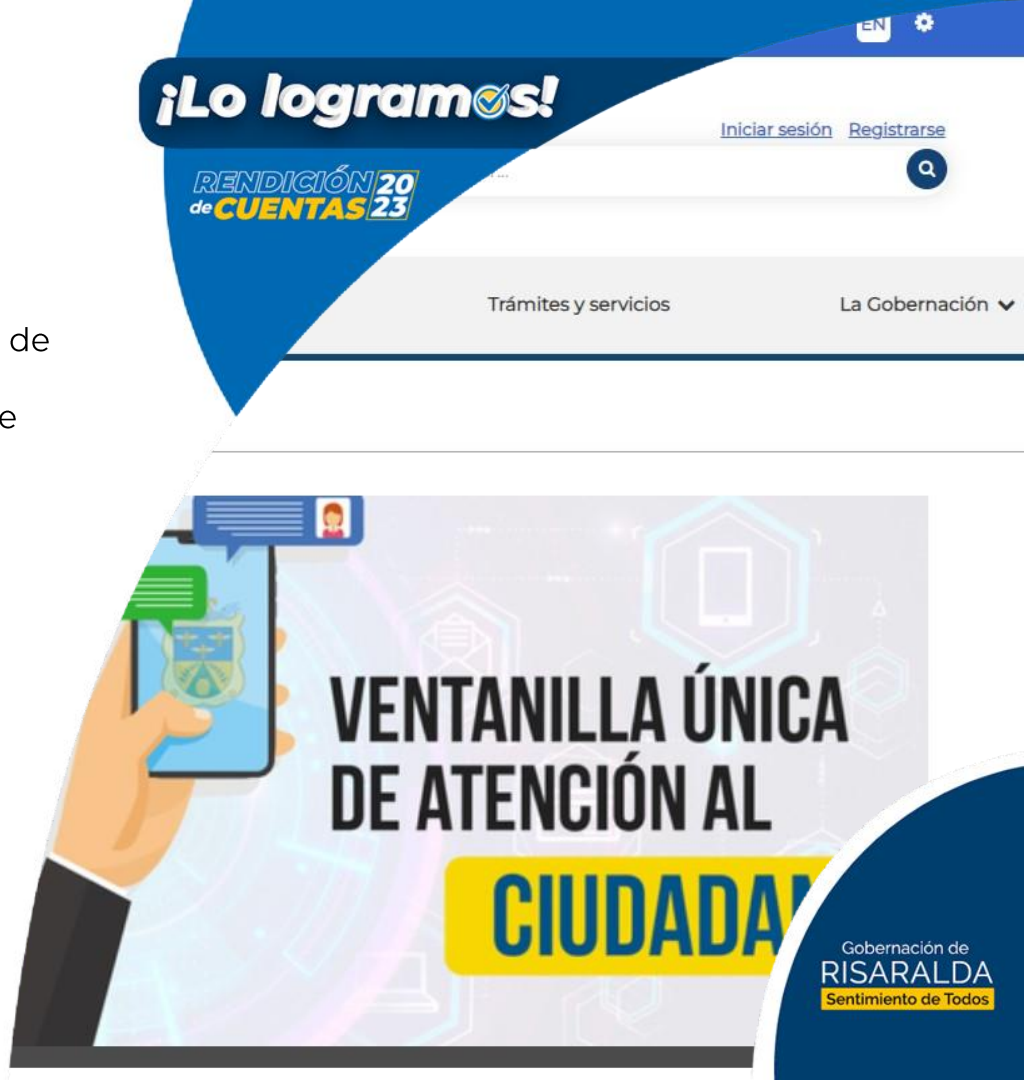 EN
¡Lo logramos!
Iniciar sesión Registrarse
RENDICIÓN 20
de CUENTAS 23
Trámites y servicios La Gobernación
de
e
VENTANILLA ÚNICA
DE ATENCIÓN AL
CIUDADA
Gobernación de
RISARALDA
Sentimiento de Todos